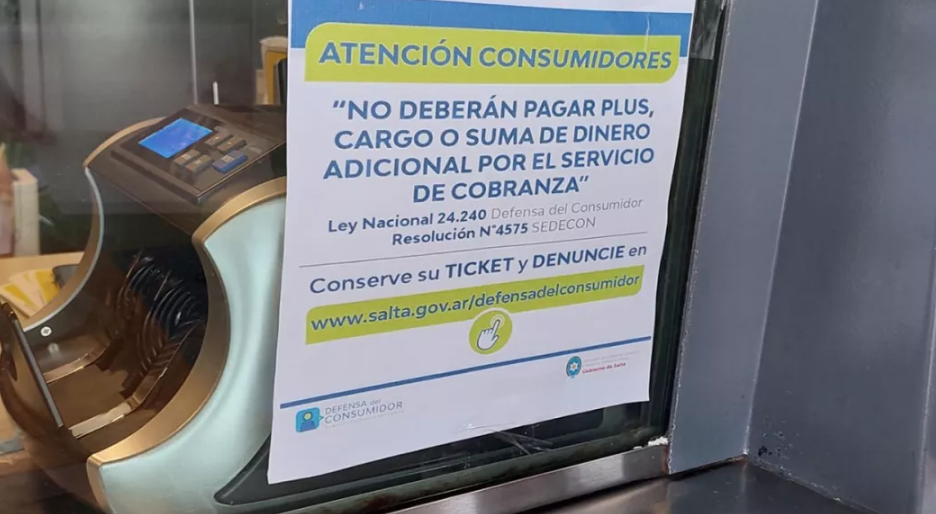 ATENCIÓN CONSUMIDORES
“NO DEBERÁN PAGAR PLUS,
CARGO O SUMA DE DINERO
ADICIONAL POR EL SERVICIO
DE COBRANZA”
Ley Nacional 24.240 Defensa del Consumidor
Resolución N°4575 SEDECON
Conserve su TICKET y DENUNCIE en
www.salta.gov.ar/defensadelconsumidor
Gobierno de Salta
DEFENSA del
CONSUMIDOR